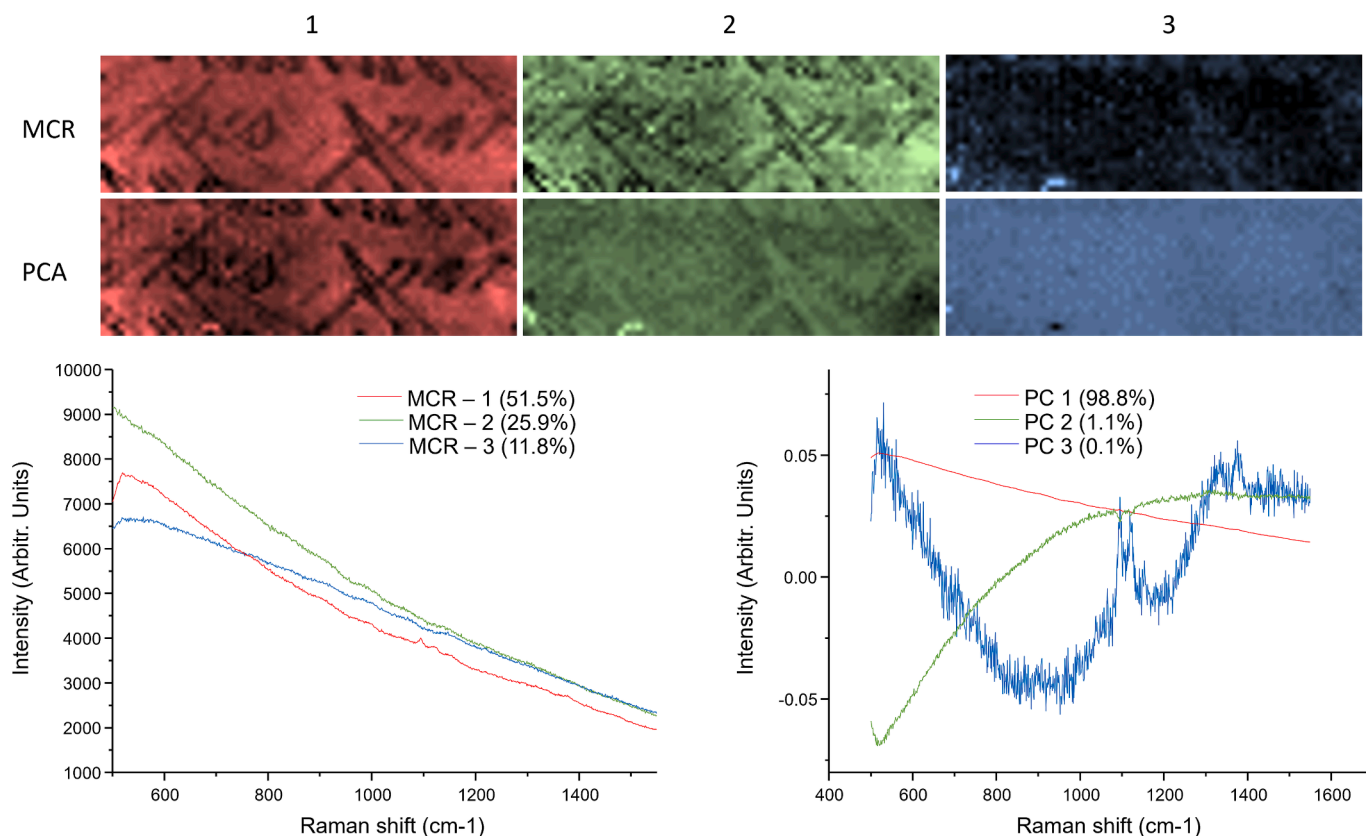 1 2 3
MCR
PCA
10000
9000
8000
7000
6000
5000
4000
3000
2000
1000
600 800 1000 1200 1400
Intensity (Arbitr. Units)
Raman shift (cm-1)
MCR – 1 (51.5%)
MCR – 2 (25.9%)
MCR – 3 (11.8%)
0.05
0.00
-0.05
400 600 800 1000 1200 1400 1600
Intensity (Arbitr. Units)
Raman shift (cm-1)
PC 1 (98.8%)
PC 2 (1.1%)
PC 3 (0.1%)